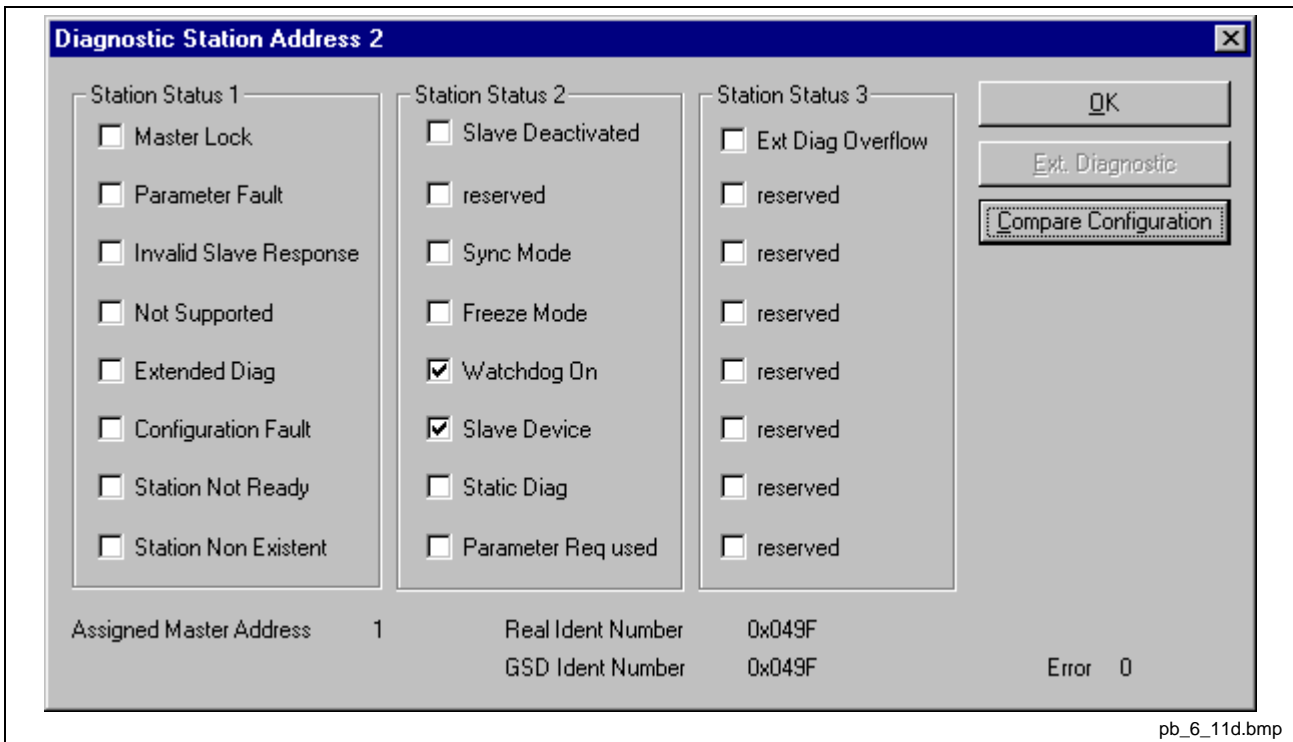 Diagnostic Station Address 2
Station Status 1
Master Lock
Parameter Fault
Invalid Slave Response
Not Supported
Extended Diag
Configuration Fault
Station Not Ready
Station Non Existent
Station Status 2
Slave Deactivated
reserved
Sync Mode
Freeze Mode
Watchdog On
Slave Device
Static Diag
Parameter Req used
Station Status 3
Ext Diag Overflow
reserved
reserved
reserved
reserved
reserved
reserved
reserved
OK
Ext. Diagnostic
Compare Configuration
Assigned Master Address 1
Real Ident Number 0x049F
GSD Ident Number 0x049F
Error 0
pb_6_11d.bmp